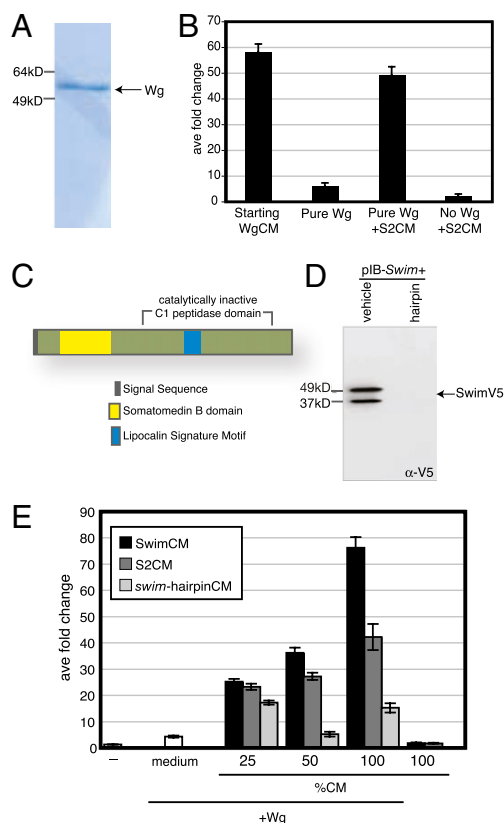 A
64kD
49kD
Wg
B
ave fold change
70
60
50
40
30
20
10
0
Starting
WgCM
Pure Wg
Pure Wg
+S2CM
No Wg
+S2CM
C
catalytically inactive
C1 peptidase domain
Signal Sequence
Somatomedin B domain
Lipocalin Signature Motif
D
pIB-Swim+
vehicle
hairpin
49kD
37kD
SwimV5
α-V5
E
ave fold change
90
80
70
60
50
40
30
20
10
0
SwimCM
S2CM
swim-hairpinCM
–
medium
25
50
100
100
%CM
+Wg